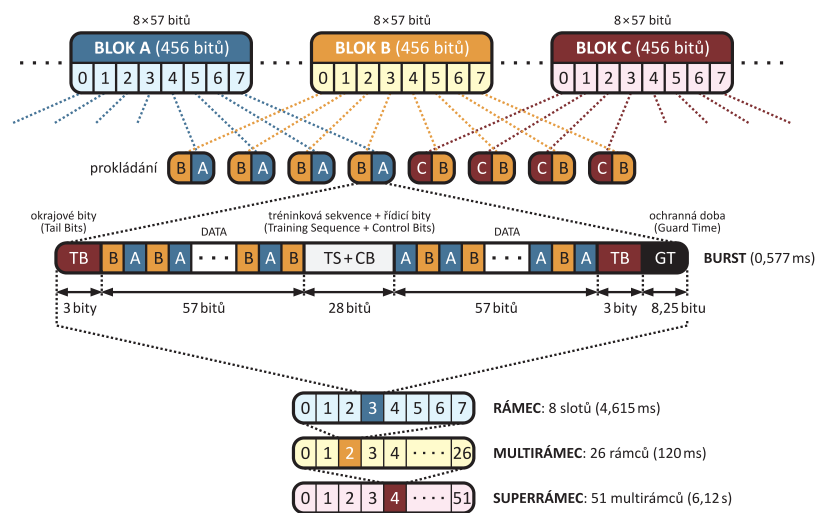 8×57 bitů 8×57 bitů 8×57 bitů
BLOK A (456 bitů) BLOK B (456 bitů) BLOK C (456 bitů)
0 1 2 3 4 5 6 7 0 1 2 3 4 5 6 7 0 1 2 3 4 5 6 7
prokládání B A B A B A B A C B C B C B C B
okrajové bity
(Tail Bits)
DATA
tréninková sekvence + řídicí bity
(Training Sequence + Control Bits)
DATA
ochranná doba
(Guard Time)
TB B A B A · · · B A B TS + CB A B A B · · · A B A TB GT BURST (0,577 ms)
3 bity 57 bitů 28 bitů 57 bitů 3 bity 8,25 bitu
0 1 2 3 4 5 6 7 RÁMEC: 8 slotů (4,615 ms)
0 1 2 3 4 · · · · 26 MULTIRÁMEC: 26 rámců (120 ms)
0 1 2 3 4 · · · · 51 SUPERRÁMEC: 51 multirámců (6,12 s)